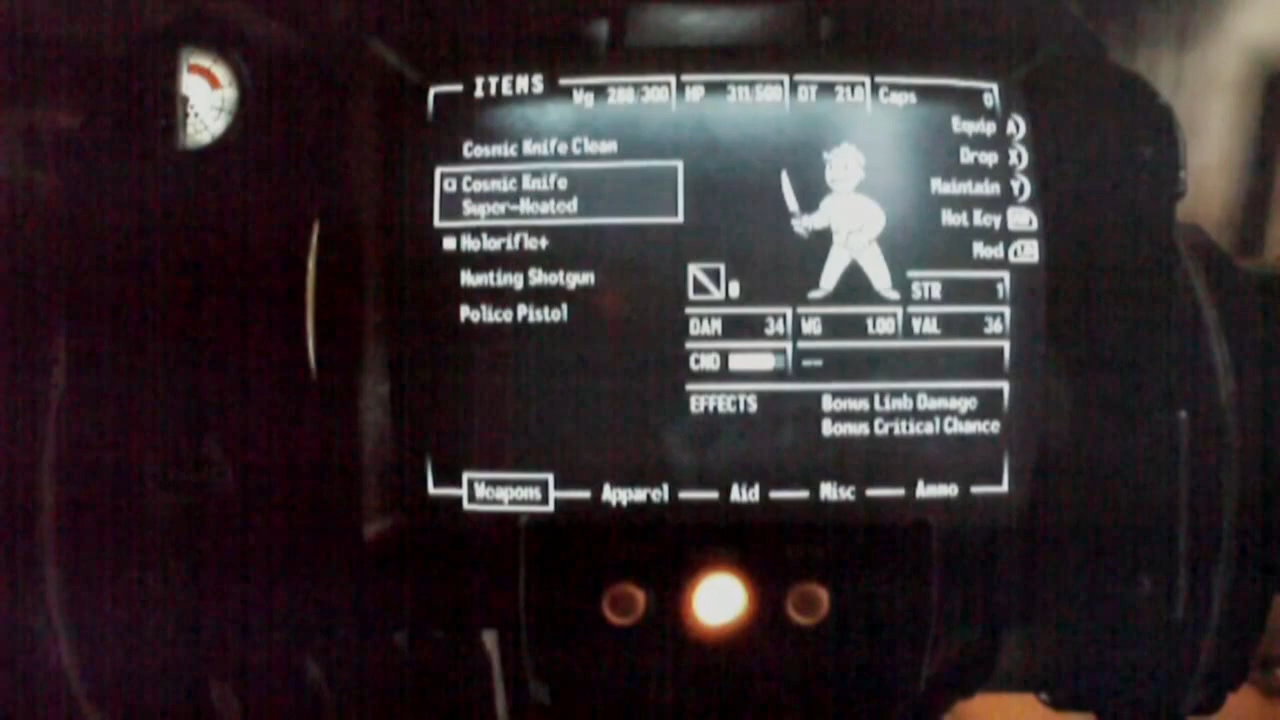 ITEMS
Wg 288/300
HP 311/500
DT 21.0
Caps 0
Equip A)
Drop X)
Maintain Y)
Hot Key
Mod
Cosmic Knife Clean
Cosmic Knife
Super-Heated
Holorifle+
Hunting Shotgun
Police Pistol
STR 1
DAM 34
WG 1.00
VAL 36
CND
--
EFFECTS
Bonus Limb Damage
Bonus Critical Chance
Weapons
Apparel
Aid
Misc
Ammo